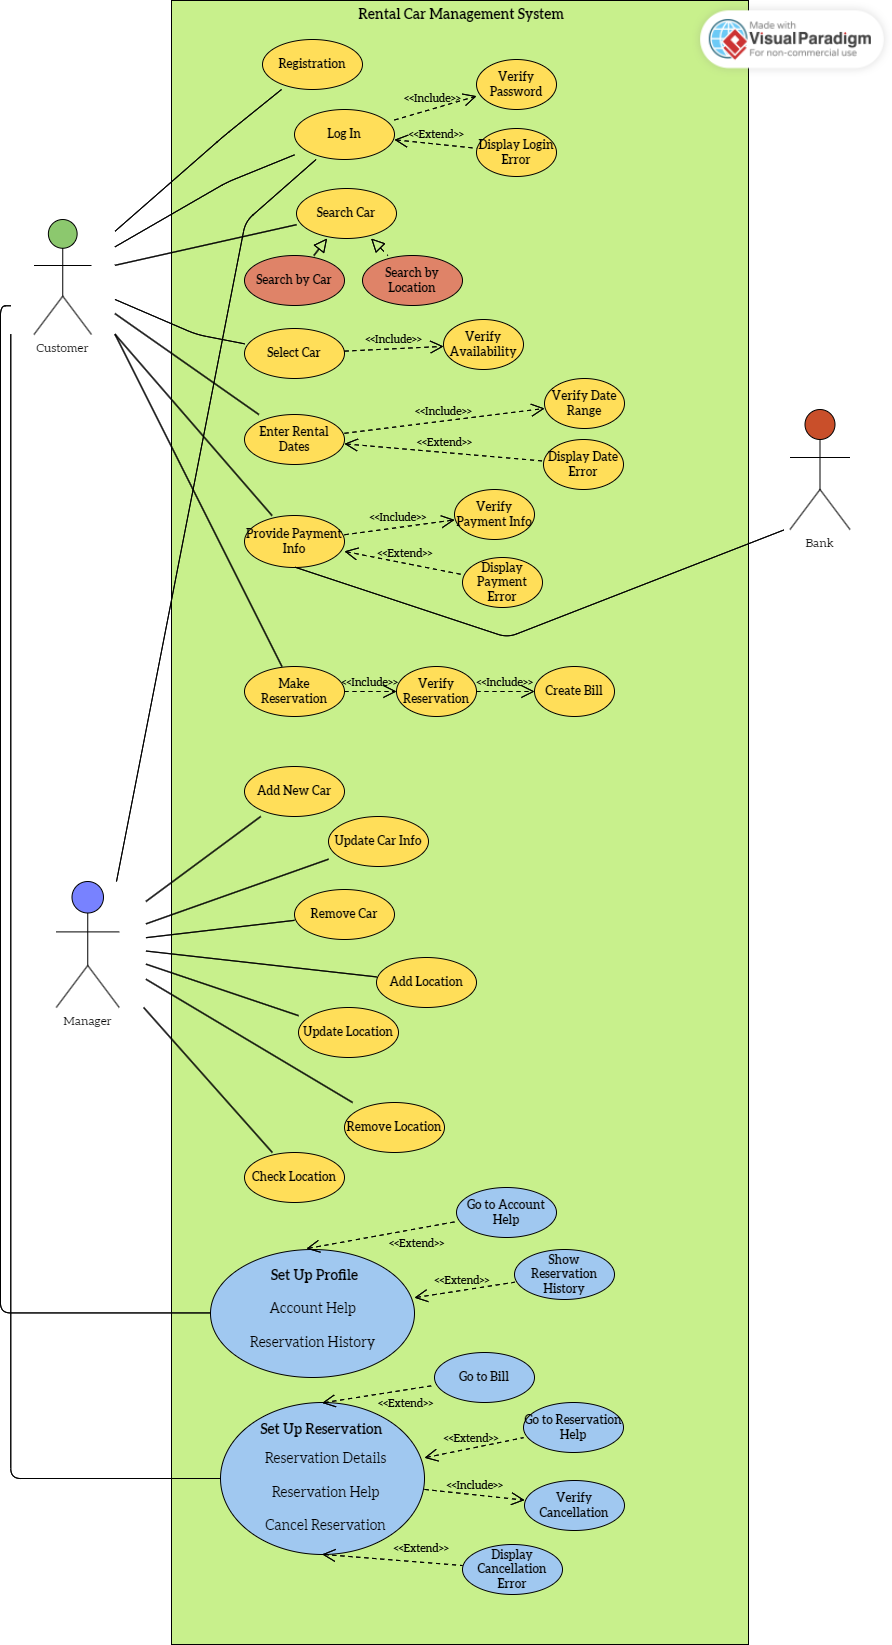 Rental Car Management System
Made with
VisualParadigm
For non-commercial use
Registration
Verify
Password
<<Include>>
Log In
<<Extend>>
Display Login
Error
Search Car
Search by Car
Search by
Location
Customer
Select Car
<<Include>>
Verify
Availability
Enter Rental
Dates
<<Include>>
Verify Date
Range
<<Extend>>
Display Date
Error
Provide Payment
Info
<<Include>>
Verify
Payment Info
<<Extend>>
Display
Payment
Error
Bank
Make
Reservation
<<Include>>
Verify
Reservation
<<Include>>
Create Bill
Add New Car
Update Car Info
Remove Car
Add Location
Manager
Update Location
Remove Location
Check Location
Go to Account
Help
<<Extend>>
Set Up Profile
Account Help
Reservation History
<<Extend>>
Show
Reservation
History
Go to Bill
<<Extend>>
Set Up Reservation
Reservation Details
Reservation Help
Cancel Reservation
<<Extend>>
Go to Reservation
Help
<<Include>>
Verify
Cancellation
<<Extend>>
Display
Cancellation
Error